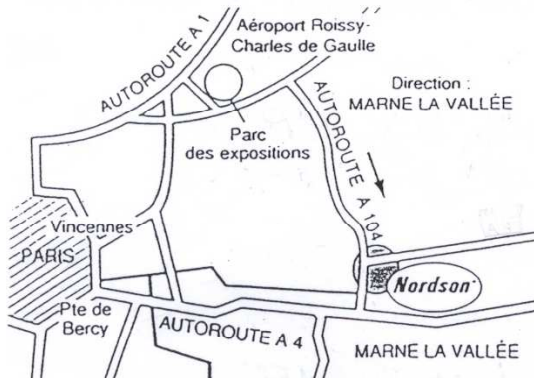 Aéroport Roissy-
Charles de Gaulle
AUTOROUTE A 1
Direction :
MARNE LA VALLÉE
Parc
des expositions
AUTOROUTE A 104
Vincennes
PARIS
Nordson
Pte de
Bercy
AUTOROUTE A 4
MARNE LA VALLÉE